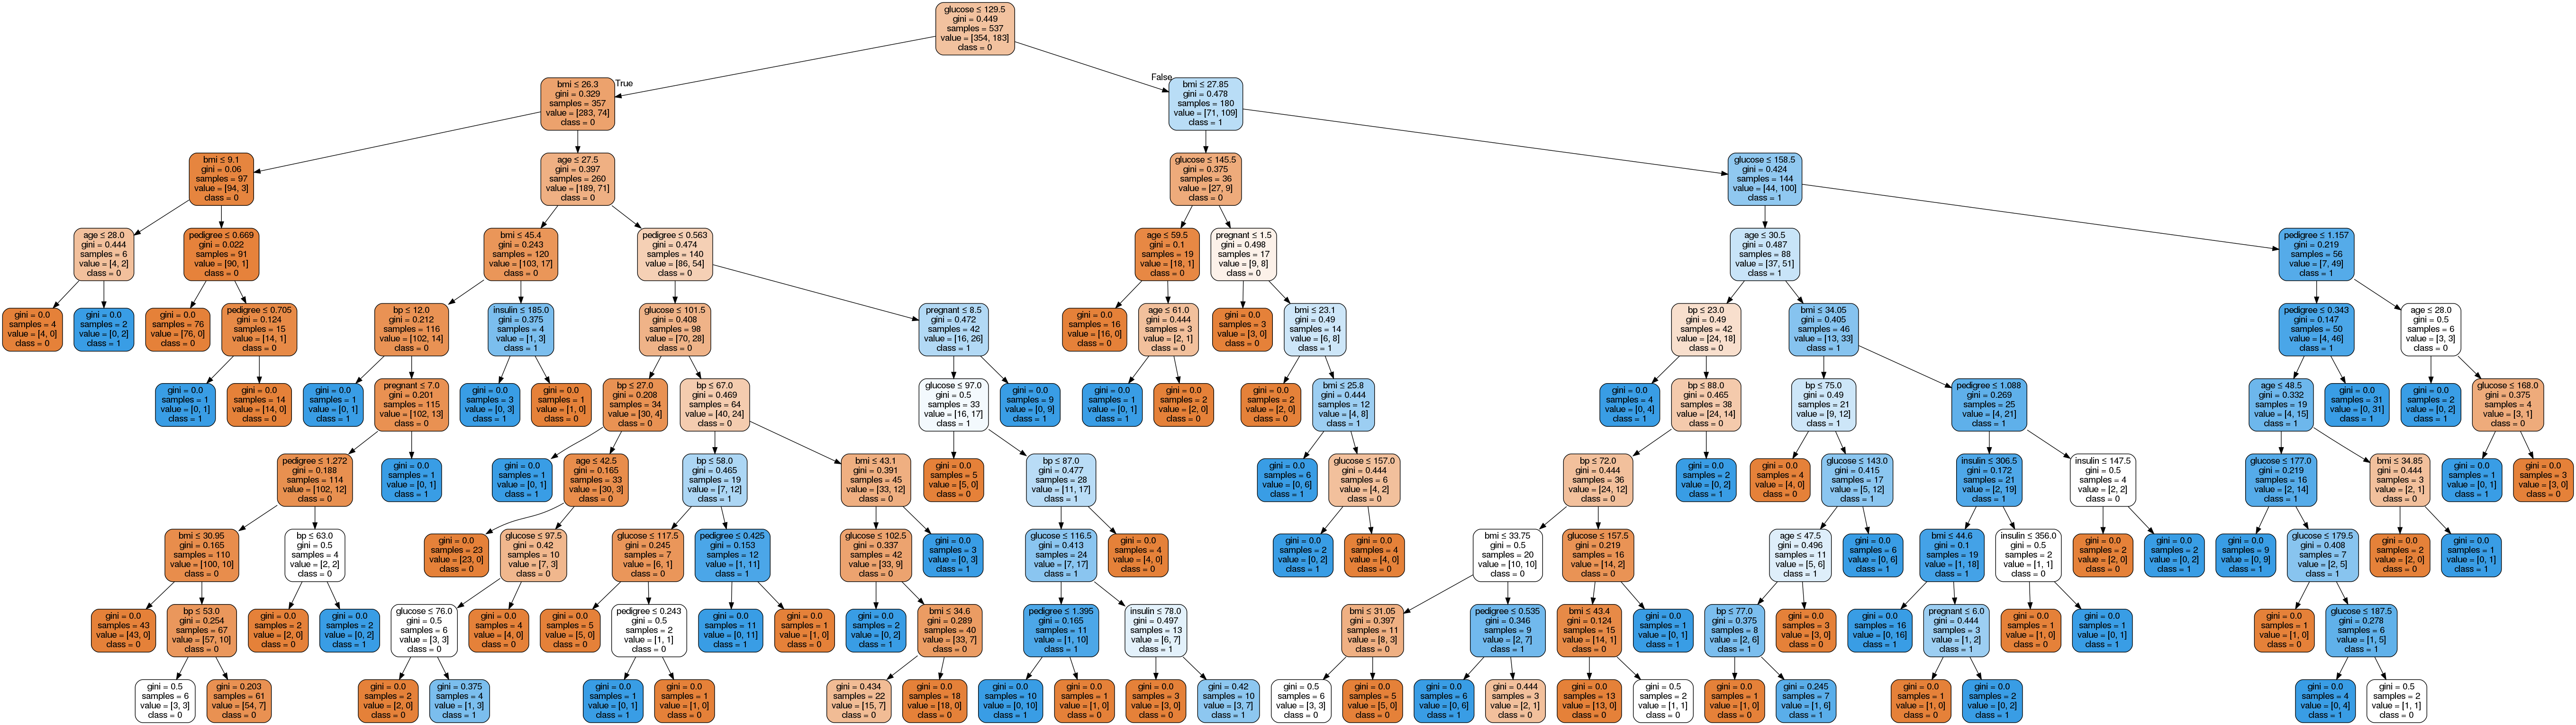 glucose ≤ 129.5
gini = 0.449
samples = 537
value = [354, 183]
class = 0
True
False
bmi ≤ 26.3
gini = 0.329
samples = 357
value = [283, 74]
class = 0
bmi ≤ 27.85
gini = 0.478
samples = 180
value = [71, 109]
class = 1
bmi ≤ 9.1
gini = 0.06
samples = 97
value = [94, 3]
class = 0
age ≤ 27.5
gini = 0.397
samples = 260
value = [189, 71]
class = 0
glucose ≤ 145.5
gini = 0.375
samples = 36
value = [27, 9]
class = 0
glucose ≤ 158.5
gini = 0.424
samples = 144
value = [44, 100]
class = 1
age ≤ 28.0
gini = 0.444
samples = 6
value = [4, 2]
class = 0
pedigree ≤ 0.669
gini = 0.022
samples = 91
value = [90, 1]
class = 0
bmi ≤ 45.4
gini = 0.243
samples = 120
value = [103, 17]
class = 0
pedigree ≤ 0.563
gini = 0.474
samples = 140
value = [86, 54]
class = 0
age ≤ 59.5
gini = 0.1
samples = 19
value = [18, 1]
class = 0
pregnant ≤ 1.5
gini = 0.498
samples = 17
value = [9, 8]
class = 0
age ≤ 30.5
gini = 0.487
samples = 88
value = [37, 51]
class = 1
pedigree ≤ 1.157
gini = 0.219
samples = 56
value = [7, 49]
class = 1
gini = 0.0
samples = 4
value = [4, 0]
class = 0
gini = 0.0
samples = 2
value = [0, 2]
class = 1
gini = 0.0
samples = 76
value = [76, 0]
class = 0
pedigree ≤ 0.705
gini = 0.124
samples = 15
value = [14, 1]
class = 0
bp ≤ 12.0
gini = 0.212
samples = 116
value = [102, 14]
class = 0
insulin ≤ 185.0
gini = 0.375
samples = 4
value = [1, 3]
class = 1
glucose ≤ 101.5
gini = 0.408
samples = 98
value = [70, 28]
class = 0
pregnant ≤ 8.5
gini = 0.472
samples = 42
value = [16, 26]
class = 1
gini = 0.0
samples = 16
value = [16, 0]
class = 0
age ≤ 61.0
gini = 0.444
samples = 3
value = [2, 1]
class = 0
gini = 0.0
samples = 3
value = [3, 0]
class = 0
bmi ≤ 23.1
gini = 0.49
samples = 14
value = [6, 8]
class = 1
bp ≤ 23.0
gini = 0.49
samples = 42
value = [24, 18]
class = 0
bmi ≤ 34.05
gini = 0.405
samples = 46
value = [13, 33]
class = 1
pedigree ≤ 0.343
gini = 0.147
samples = 50
value = [4, 46]
class = 1
age ≤ 28.0
gini = 0.5
samples = 6
value = [3, 3]
class = 0
gini = 0.0
samples = 1
value = [0, 1]
class = 1
gini = 0.0
samples = 14
value = [14, 0]
class = 0
gini = 0.0
samples = 1
value = [0, 1]
class = 1
pregnant ≤ 7.0
gini = 0.201
samples = 115
value = [102, 13]
class = 0
gini = 0.0
samples = 3
value = [0, 3]
class = 1
gini = 0.0
samples = 1
value = [1, 0]
class = 0
bp ≤ 27.0
gini = 0.208
samples = 34
value = [30, 4]
class = 0
bp ≤ 67.0
gini = 0.469
samples = 64
value = [40, 24]
class = 0
glucose ≤ 97.0
gini = 0.5
samples = 33
value = [16, 17]
class = 1
gini = 0.0
samples = 9
value = [0, 9]
class = 1
gini = 0.0
samples = 1
value = [0, 1]
class = 1
gini = 0.0
samples = 2
value = [2, 0]
class = 0
gini = 0.0
samples = 2
value = [2, 0]
class = 0
bmi ≤ 25.8
gini = 0.444
samples = 12
value = [4, 8]
class = 1
gini = 0.0
samples = 4
value = [0, 4]
class = 1
bp ≤ 88.0
gini = 0.465
samples = 38
value = [24, 14]
class = 0
bp ≤ 75.0
gini = 0.49
samples = 21
value = [9, 12]
class = 1
pedigree ≤ 1.088
gini = 0.269
samples = 25
value = [4, 21]
class = 1
age ≤ 48.5
gini = 0.332
samples = 19
value = [4, 15]
class = 1
gini = 0.0
samples = 31
value = [0, 31]
class = 1
gini = 0.0
samples = 2
value = [0, 2]
class = 1
glucose ≤ 168.0
gini = 0.375
samples = 4
value = [3, 1]
class = 0
pedigree ≤ 1.272
gini = 0.188
samples = 114
value = [102, 12]
class = 0
gini = 0.0
samples = 1
value = [0, 1]
class = 1
gini = 0.0
samples = 1
value = [0, 1]
class = 1
age ≤ 42.5
gini = 0.165
samples = 33
value = [30, 3]
class = 0
bp ≤ 58.0
gini = 0.465
samples = 19
value = [7, 12]
class = 1
bmi ≤ 43.1
gini = 0.391
samples = 45
value = [33, 12]
class = 0
gini = 0.0
samples = 5
value = [5, 0]
class = 0
bp ≤ 87.0
gini = 0.477
samples = 28
value = [11, 17]
class = 1
gini = 0.0
samples = 6
value = [0, 6]
class = 1
glucose ≤ 157.0
gini = 0.444
samples = 6
value = [4, 2]
class = 0
bp ≤ 72.0
gini = 0.444
samples = 36
value = [24, 12]
class = 0
gini = 0.0
samples = 2
value = [0, 2]
class = 1
gini = 0.0
samples = 4
value = [4, 0]
class = 0
glucose ≤ 143.0
gini = 0.415
samples = 17
value = [5, 12]
class = 1
insulin ≤ 306.5
gini = 0.172
samples = 21
value = [2, 19]
class = 1
insulin ≤ 147.5
gini = 0.5
samples = 4
value = [2, 2]
class = 0
glucose ≤ 177.0
gini = 0.219
samples = 16
value = [2, 14]
class = 1
bmi ≤ 34.85
gini = 0.444
samples = 3
value = [2, 1]
class = 0
gini = 0.0
samples = 1
value = [0, 1]
class = 1
gini = 0.0
samples = 3
value = [3, 0]
class = 0
bmi ≤ 30.95
gini = 0.165
samples = 110
value = [100, 10]
class = 0
bp ≤ 63.0
gini = 0.5
samples = 4
value = [2, 2]
class = 0
gini = 0.0
samples = 23
value = [23, 0]
class = 0
glucose ≤ 97.5
gini = 0.42
samples = 10
value = [7, 3]
class = 0
glucose ≤ 117.5
gini = 0.245
samples = 7
value = [6, 1]
class = 0
pedigree ≤ 0.425
gini = 0.153
samples = 12
value = [1, 11]
class = 1
glucose ≤ 102.5
gini = 0.337
samples = 42
value = [33, 9]
class = 0
gini = 0.0
samples = 3
value = [0, 3]
class = 1
glucose ≤ 116.5
gini = 0.413
samples = 24
value = [7, 17]
class = 1
gini = 0.0
samples = 4
value = [4, 0]
class = 0
gini = 0.0
samples = 2
value = [0, 2]
class = 1
gini = 0.0
samples = 4
value = [4, 0]
class = 0
bmi ≤ 33.75
gini = 0.5
samples = 20
value = [10, 10]
class = 0
glucose ≤ 157.5
gini = 0.219
samples = 16
value = [14, 2]
class = 0
age ≤ 47.5
gini = 0.496
samples = 11
value = [5, 6]
class = 1
gini = 0.0
samples = 6
value = [0, 6]
class = 1
bmi ≤ 44.6
gini = 0.1
samples = 19
value = [1, 18]
class = 1
insulin ≤ 356.0
gini = 0.5
samples = 2
value = [1, 1]
class = 0
gini = 0.0
samples = 2
value = [2, 0]
class = 0
gini = 0.0
samples = 2
value = [0, 2]
class = 1
gini = 0.0
samples = 9
value = [0, 9]
class = 1
glucose ≤ 179.5
gini = 0.408
samples = 7
value = [2, 5]
class = 1
gini = 0.0
samples = 2
value = [2, 0]
class = 0
gini = 0.0
samples = 1
value = [0, 1]
class = 1
gini = 0.0
samples = 43
value = [43, 0]
class = 0
bp ≤ 53.0
gini = 0.254
samples = 67
value = [57, 10]
class = 0
gini = 0.0
samples = 2
value = [2, 0]
class = 0
gini = 0.0
samples = 2
value = [0, 2]
class = 1
glucose ≤ 76.0
gini = 0.5
samples = 6
value = [3, 3]
class = 0
gini = 0.0
samples = 4
value = [4, 0]
class = 0
gini = 0.0
samples = 5
value = [5, 0]
class = 0
pedigree ≤ 0.243
gini = 0.5
samples = 2
value = [1, 1]
class = 0
gini = 0.0
samples = 11
value = [0, 11]
class = 1
gini = 0.0
samples = 1
value = [1, 0]
class = 0
gini = 0.0
samples = 2
value = [0, 2]
class = 1
bmi ≤ 34.6
gini = 0.289
samples = 40
value = [33, 7]
class = 0
pedigree ≤ 1.395
gini = 0.165
samples = 11
value = [1, 10]
class = 1
insulin ≤ 78.0
gini = 0.497
samples = 13
value = [6, 7]
class = 1
bmi ≤ 31.05
gini = 0.397
samples = 11
value = [8, 3]
class = 0
pedigree ≤ 0.535
gini = 0.346
samples = 9
value = [2, 7]
class = 1
bmi ≤ 43.4
gini = 0.124
samples = 15
value = [14, 1]
class = 0
gini = 0.0
samples = 1
value = [0, 1]
class = 1
bp ≤ 77.0
gini = 0.375
samples = 8
value = [2, 6]
class = 1
gini = 0.0
samples = 3
value = [3, 0]
class = 0
gini = 0.0
samples = 16
value = [0, 16]
class = 1
pregnant ≤ 6.0
gini = 0.444
samples = 3
value = [1, 2]
class = 1
gini = 0.0
samples = 1
value = [1, 0]
class = 0
gini = 0.0
samples = 1
value = [0, 1]
class = 1
gini = 0.0
samples = 1
value = [1, 0]
class = 0
glucose ≤ 187.5
gini = 0.278
samples = 6
value = [1, 5]
class = 1
gini = 0.5
samples = 6
value = [3, 3]
class = 0
gini = 0.203
samples = 61
value = [54, 7]
class = 0
gini = 0.0
samples = 2
value = [2, 0]
class = 0
gini = 0.375
samples = 4
value = [1, 3]
class = 1
gini = 0.0
samples = 1
value = [0, 1]
class = 1
gini = 0.0
samples = 1
value = [1, 0]
class = 0
gini = 0.434
samples = 22
value = [15, 7]
class = 0
gini = 0.0
samples = 18
value = [18, 0]
class = 0
gini = 0.0
samples = 10
value = [0, 10]
class = 1
gini = 0.0
samples = 1
value = [1, 0]
class = 0
gini = 0.0
samples = 3
value = [3, 0]
class = 0
gini = 0.42
samples = 10
value = [3, 7]
class = 1
gini = 0.5
samples = 6
value = [3, 3]
class = 0
gini = 0.0
samples = 5
value = [5, 0]
class = 0
gini = 0.0
samples = 6
value = [0, 6]
class = 1
gini = 0.444
samples = 3
value = [2, 1]
class = 0
gini = 0.0
samples = 13
value = [13, 0]
class = 0
gini = 0.5
samples = 2
value = [1, 1]
class = 0
gini = 0.0
samples = 1
value = [1, 0]
class = 0
gini = 0.245
samples = 7
value = [1, 6]
class = 1
gini = 0.0
samples = 1
value = [1, 0]
class = 0
gini = 0.0
samples = 2
value = [0, 2]
class = 1
gini = 0.0
samples = 4
value = [0, 4]
class = 1
gini = 0.5
samples = 2
value = [1, 1]
class = 0